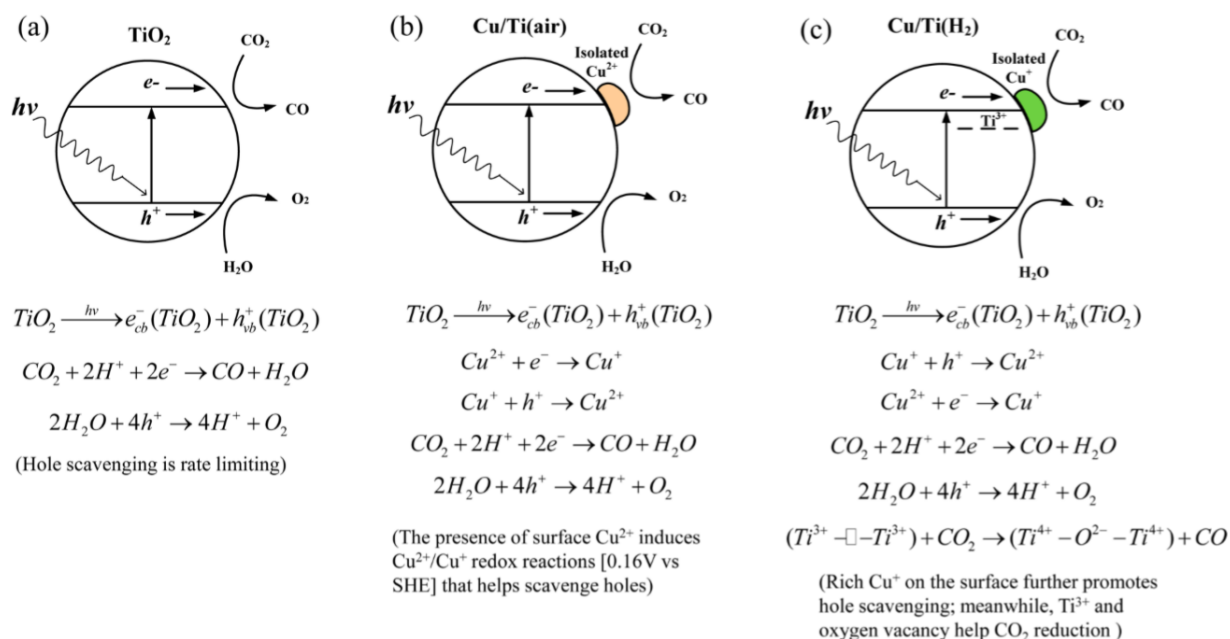 (a)
TiO₂
CO₂
e-
hν
CO
O₂
h⁺
H₂O
TiO₂ —hν→ e⁻cb(TiO₂) + h⁺vb(TiO₂)
CO₂ + 2H⁺ + 2e⁻ → CO + H₂O
2H₂O + 4h⁺ → 4H⁺ + O₂
(Hole scavenging is rate limiting)
(b)
Cu/Ti(air)
CO₂
Isolated
Cu²⁺
e-
hν
CO
O₂
h⁺
H₂O
TiO₂ —hν→ e⁻cb(TiO₂) + h⁺vb(TiO₂)
Cu²⁺ + e⁻ → Cu⁺
Cu⁺ + h⁺ → Cu²⁺
CO₂ + 2H⁺ + 2e⁻ → CO + H₂O
2H₂O + 4h⁺ → 4H⁺ + O₂
(The presence of surface Cu²⁺ induces
Cu²⁺/Cu⁺ redox reactions [0.16V vs
SHE] that helps scavenge holes)
(c)
Cu/Ti(H₂)
CO₂
Isolated
Cu⁺
e-
hν
CO
Ti³⁺
O₂
h⁺
H₂O
TiO₂ —hν→ e⁻cb(TiO₂) + h⁺vb(TiO₂)
Cu⁺ + h⁺ → Cu²⁺
Cu²⁺ + e⁻ → Cu⁺
CO₂ + 2H⁺ + 2e⁻ → CO + H₂O
2H₂O + 4h⁺ → 4H⁺ + O₂
(Ti³⁺ –□–Ti³⁺) + CO₂ → (Ti⁴⁺ – O²⁻ – Ti⁴⁺) + CO
(Rich Cu⁺ on the surface further promotes
hole scavenging; meanwhile, Ti³⁺ and
oxygen vacancy help CO₂ reduction )